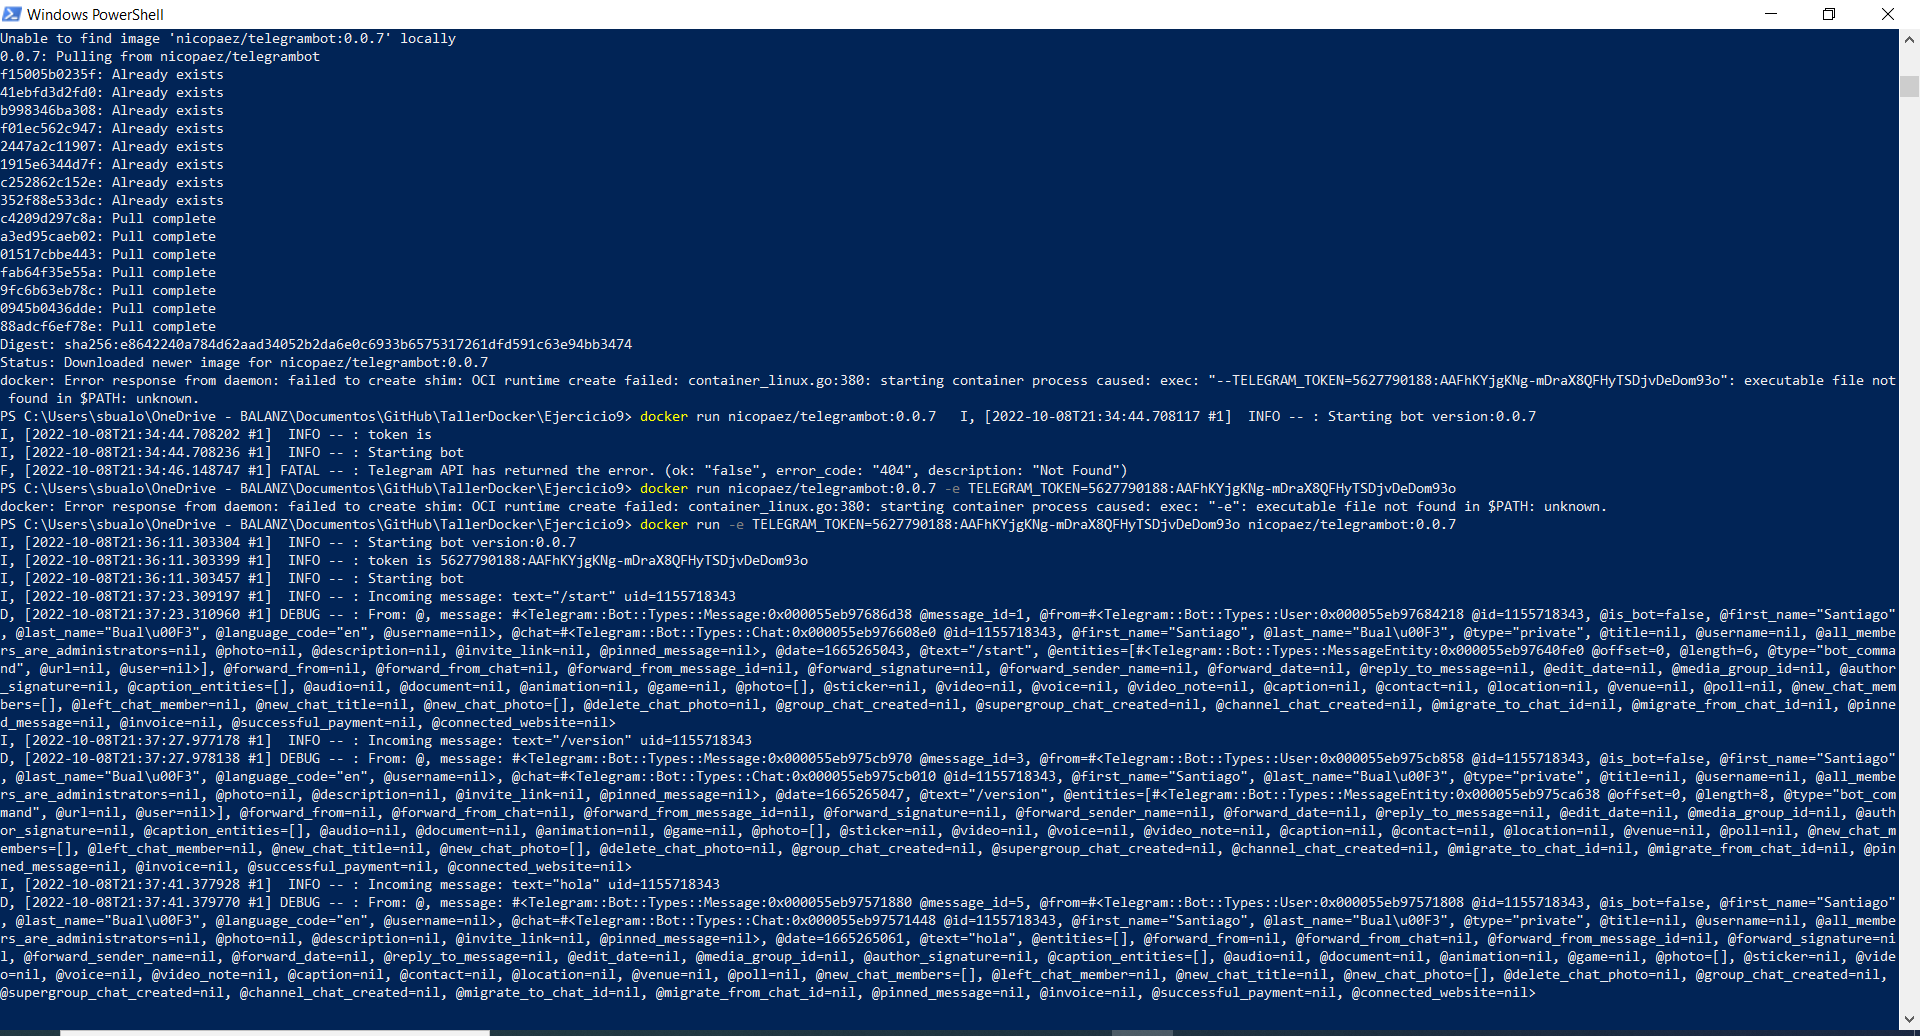 Windows PowerShell
Unable to find image 'nicopaez/telegrambot:0.0.7' locally
0.0.7: Pulling from nicopaez/telegrambot
f15005b0235f: Already exists
41ebfd3d2fd0: Already exists
b998346ba308: Already exists
f01ec562c947: Already exists
2447a2c11907: Already exists
1915e6344d7f: Already exists
c252862c152e: Already exists
352f88e533dc: Already exists
c4209d297c8a: Pull complete
a3ed95caeb02: Pull complete
01517cbbe443: Pull complete
fab64f35e55a: Pull complete
9fc6b63eb78c: Pull complete
0945b0436dde: Pull complete
88adcf6ef78e: Pull complete
Digest: sha256:e8642240a784d62aad34052b2da6e0c6933b6575317261dfd591c63e94bb3474
Status: Downloaded newer image for nicopaez/telegrambot:0.0.7
docker: Error response from daemon: failed to create shim: OCI runtime create failed: container_linux.go:380: starting container process caused: exec: "--TELEGRAM_TOKEN=5627790188:AAFhKYjgKNg-mDraX8QFHyTSDjvDeDom93o": executable file not
 found in $PATH: unknown.
PS C:\Users\sbualo\OneDrive - BALANZ\Documentos\GitHub\TallerDocker\Ejercicio9> docker run nicopaez/telegrambot:0.0.7   I, [2022-10-08T21:34:44.708117 #1]  INFO -- : Starting bot version:0.0.7
I, [2022-10-08T21:34:44.708202 #1]  INFO -- : token is
I, [2022-10-08T21:34:44.708236 #1]  INFO -- : Starting bot
F, [2022-10-08T21:34:46.148747 #1] FATAL -- : Telegram API has returned the error. (ok: "false", error_code: "404", description: "Not Found")
PS C:\Users\sbualo\OneDrive - BALANZ\Documentos\GitHub\TallerDocker\Ejercicio9> docker run nicopaez/telegrambot:0.0.7 -e TELEGRAM_TOKEN=5627790188:AAFhKYjgKNg-mDraX8QFHyTSDjvDeDom93o
docker: Error response from daemon: failed to create shim: OCI runtime create failed: container_linux.go:380: starting container process caused: exec: "-e": executable file not found in $PATH: unknown.
PS C:\Users\sbualo\OneDrive - BALANZ\Documentos\GitHub\TallerDocker\Ejercicio9> docker run -e TELEGRAM_TOKEN=5627790188:AAFhKYjgKNg-mDraX8QFHyTSDjvDeDom93o nicopaez/telegrambot:0.0.7
I, [2022-10-08T21:36:11.303304 #1]  INFO -- : Starting bot version:0.0.7
I, [2022-10-08T21:36:11.303399 #1]  INFO -- : token is 5627790188:AAFhKYjgKNg-mDraX8QFHyTSDjvDeDom93o
I, [2022-10-08T21:36:11.303457 #1]  INFO -- : Starting bot
I, [2022-10-08T21:37:23.309197 #1]  INFO -- : Incoming message: text="/start" uid=1155718343
D, [2022-10-08T21:37:23.310960 #1] DEBUG -- : From: @, message: #<Telegram::Bot::Types::Message:0x000055eb97686d38 @message_id=1, @from=#<Telegram::Bot::Types::User:0x000055eb97684218 @id=1155718343, @is_bot=false, @first_name="Santiago"
, @last_name="Bual\u00F3", @language_code="en", @username=nil>, @chat=#<Telegram::Bot::Types::Chat:0x000055eb976608e0 @id=1155718343, @first_name="Santiago", @last_name="Bual\u00F3", @type="private", @title=nil, @username=nil, @all_membe
rs_are_administrators=nil, @photo=nil, @description=nil, @invite_link=nil, @pinned_message=nil>, @date=1665265043, @text="/start", @entities=[#<Telegram::Bot::Types::MessageEntity:0x000055eb97640fe0 @offset=0, @length=6, @type="bot_comma
nd", @url=nil, @user=nil>], @forward_from=nil, @forward_from_chat=nil, @forward_from_message_id=nil, @forward_signature=nil, @forward_sender_name=nil, @forward_date=nil, @reply_to_message=nil, @edit_date=nil, @media_group_id=nil, @author
_signature=nil, @caption_entities=[], @audio=nil, @document=nil, @animation=nil, @game=nil, @photo=[], @sticker=nil, @video=nil, @voice=nil, @video_note=nil, @caption=nil, @contact=nil, @location=nil, @venue=nil, @poll=nil, @new_chat_mem
bers=[], @left_chat_member=nil, @new_chat_title=nil, @new_chat_photo=[], @delete_chat_photo=nil, @group_chat_created=nil, @supergroup_chat_created=nil, @channel_chat_created=nil, @migrate_to_chat_id=nil, @migrate_from_chat_id=nil, @pinne
d_message=nil, @invoice=nil, @successful_payment=nil, @connected_website=nil>
I, [2022-10-08T21:37:27.977178 #1]  INFO -- : Incoming message: text="/version" uid=1155718343
D, [2022-10-08T21:37:27.978138 #1] DEBUG -- : From: @, message: #<Telegram::Bot::Types::Message:0x000055eb975cb970 @message_id=3, @from=#<Telegram::Bot::Types::User:0x000055eb975cb858 @id=1155718343, @is_bot=false, @first_name="Santiago"
, @last_name="Bual\u00F3", @language_code="en", @username=nil>, @chat=#<Telegram::Bot::Types::Chat:0x000055eb975cb010 @id=1155718343, @first_name="Santiago", @last_name="Bual\u00F3", @type="private", @title=nil, @username=nil, @all_membe
rs_are_administrators=nil, @photo=nil, @description=nil, @invite_link=nil, @pinned_message=nil>, @date=1665265047, @text="/version", @entities=[#<Telegram::Bot::Types::MessageEntity:0x000055eb975ca638 @offset=0, @length=8, @type="bot_com
mand", @url=nil, @user=nil>], @forward_from=nil, @forward_from_chat=nil, @forward_from_message_id=nil, @forward_signature=nil, @forward_sender_name=nil, @forward_date=nil, @reply_to_message=nil, @edit_date=nil, @media_group_id=nil, @auth
or_signature=nil, @caption_entities=[], @audio=nil, @document=nil, @animation=nil, @game=nil, @photo=[], @sticker=nil, @video=nil, @voice=nil, @video_note=nil, @caption=nil, @contact=nil, @location=nil, @venue=nil, @poll=nil, @new_chat_m
embers=[], @left_chat_member=nil, @new_chat_title=nil, @new_chat_photo=[], @delete_chat_photo=nil, @group_chat_created=nil, @supergroup_chat_created=nil, @channel_chat_created=nil, @migrate_to_chat_id=nil, @migrate_from_chat_id=nil, @pin
ned_message=nil, @invoice=nil, @successful_payment=nil, @connected_website=nil>
I, [2022-10-08T21:37:41.377928 #1]  INFO -- : Incoming message: text="hola" uid=1155718343
D, [2022-10-08T21:37:41.379770 #1] DEBUG -- : From: @, message: #<Telegram::Bot::Types::Message:0x000055eb97571880 @message_id=5, @from=#<Telegram::Bot::Types::User:0x000055eb97571808 @id=1155718343, @is_bot=false, @first_name="Santiago"
, @last_name="Bual\u00F3", @language_code="en", @username=nil>, @chat=#<Telegram::Bot::Types::Chat:0x000055eb97571448 @id=1155718343, @first_name="Santiago", @last_name="Bual\u00F3", @type="private", @title=nil, @username=nil, @all_membe
rs_are_administrators=nil, @photo=nil, @description=nil, @invite_link=nil, @pinned_message=nil>, @date=1665265061, @text="hola", @entities=[], @forward_from=nil, @forward_from_chat=nil, @forward_from_message_id=nil, @forward_signature=ni
l, @forward_sender_name=nil, @forward_date=nil, @reply_to_message=nil, @edit_date=nil, @media_group_id=nil, @author_signature=nil, @caption_entities=[], @audio=nil, @document=nil, @animation=nil, @game=nil, @photo=[], @sticker=nil, @vide
o=nil, @voice=nil, @video_note=nil, @caption=nil, @contact=nil, @location=nil, @venue=nil, @poll=nil, @new_chat_members=[], @left_chat_member=nil, @new_chat_title=nil, @new_chat_photo=[], @delete_chat_photo=nil, @group_chat_created=nil,
@supergroup_chat_created=nil, @channel_chat_created=nil, @migrate_to_chat_id=nil, @migrate_from_chat_id=nil, @pinned_message=nil, @invoice=nil, @successful_payment=nil, @connected_website=nil>